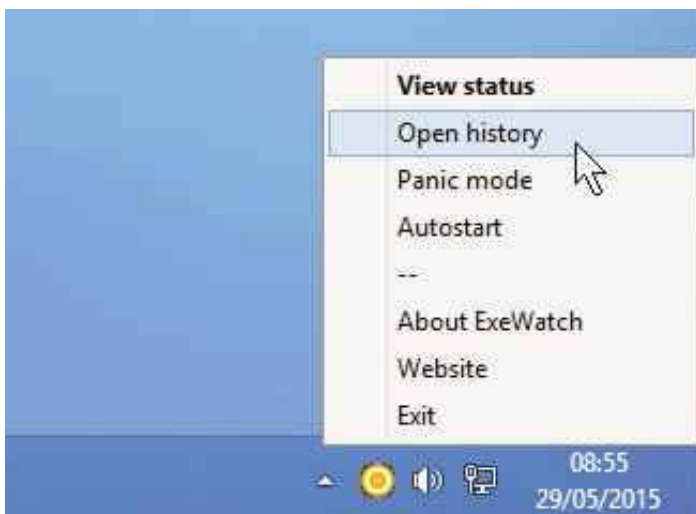 View status
Open history
Panic mode
Autostart
--
About ExeWatch
Website
Exit
08:55
29/05/2015